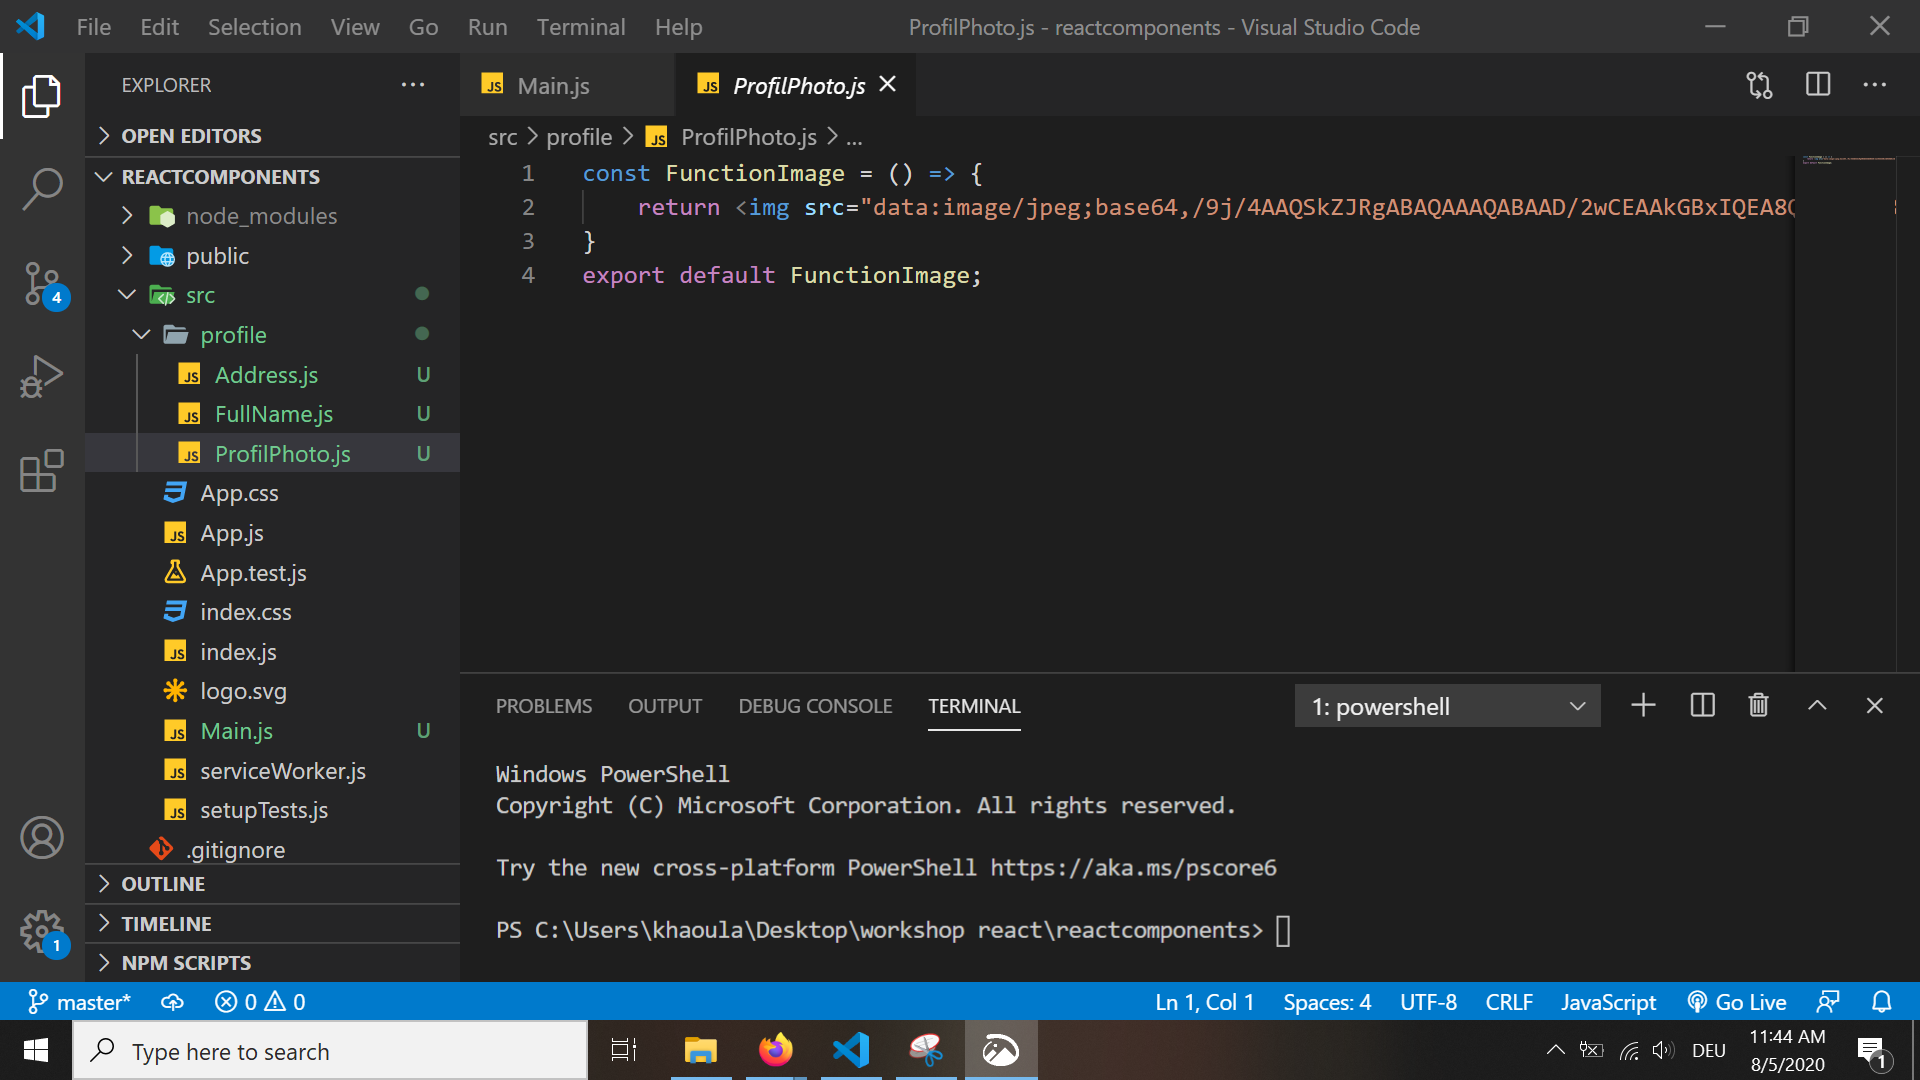 File Edit Selection View Go Run Terminal Help ProfilPhoto.js - reactcomponents - Visual Studio Code
EXPLORER
OPEN EDITORS
REACTCOMPONENTS
node_modules
public
src
profile
Address.js U
FullName.js U
ProfilPhoto.js U
App.css
App.js
App.test.js
index.css
index.js
logo.svg
Main.js U
serviceWorker.js
setupTests.js
.gitignore
OUTLINE
TIMELINE
NPM SCRIPTS
4
1
JS Main.js JS ProfilPhoto.js
src > profile > JS ProfilPhoto.js > ...
1 const FunctionImage = () => {
2 return <img src="data:image/jpeg;base64,/9j/4AAQSkZJRgABAQAAAQABAAD/2wCEAAkGBxIQEA8Q
3 }
4 export default FunctionImage;
PROBLEMS OUTPUT DEBUG CONSOLE TERMINAL 1: powershell
Windows PowerShell
Copyright (C) Microsoft Corporation. All rights reserved.
Try the new cross-platform PowerShell https://aka.ms/pscore6
PS C:\Users\khaoula\Desktop\workshop react\reactcomponents>
master* 0 0 Ln 1, Col 1 Spaces: 4 UTF-8 CRLF JavaScript Go Live
Type here to search DEU 11:44 AM
8/5/2020 1